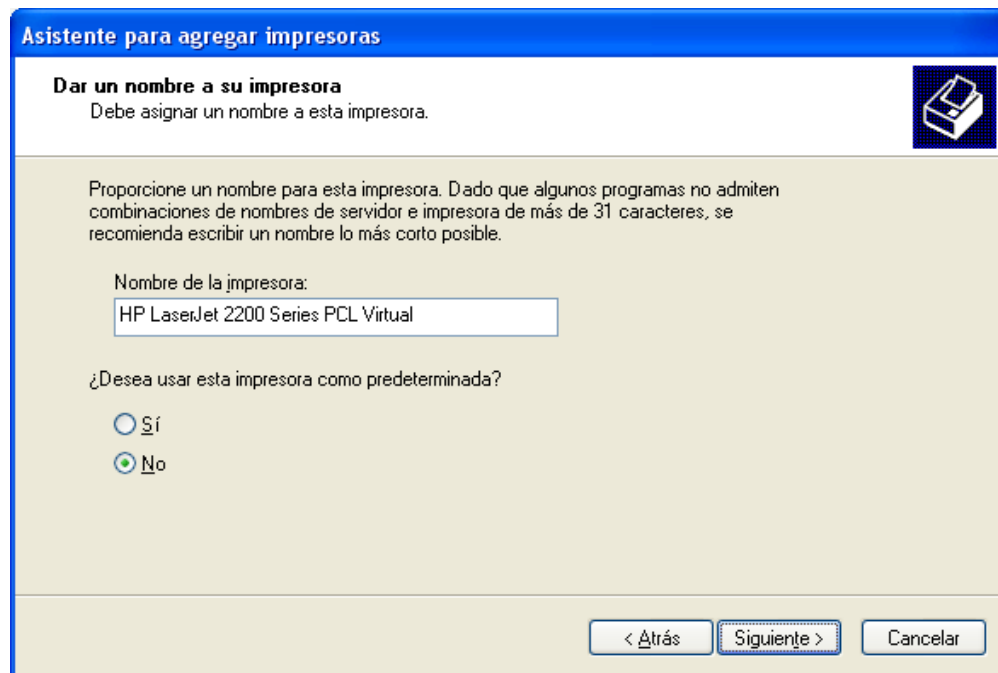 Asistente para agregar impresoras
Dar un nombre a su impresora
Debe asignar un nombre a esta impresora.
Proporcione un nombre para esta impresora. Dado que algunos programas no admiten
combinaciones de nombres de servidor e impresora de más de 31 caracteres, se
recomienda escribir un nombre lo más corto posible.
Nombre de la impresora:
HP LaserJet 2200 Series PCL Virtual
¿Desea usar esta impresora como predeterminada?
Sí
No
< Atrás
Siguiente >
Cancelar